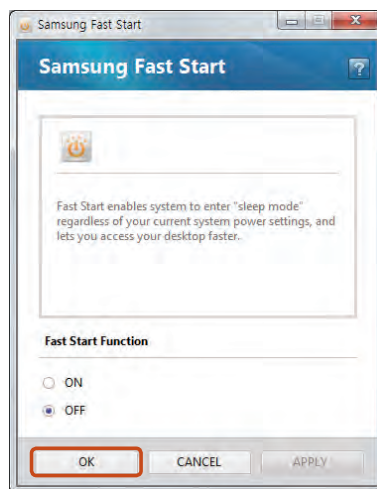 Samsung Fast Start
Samsung Fast Start
?
Fast Start enables system to enter "sleep mode"
regardless of your current system power settings, and
lets you access your desktop faster.
Fast Start Function
ON
OFF
OK CANCEL APPLY